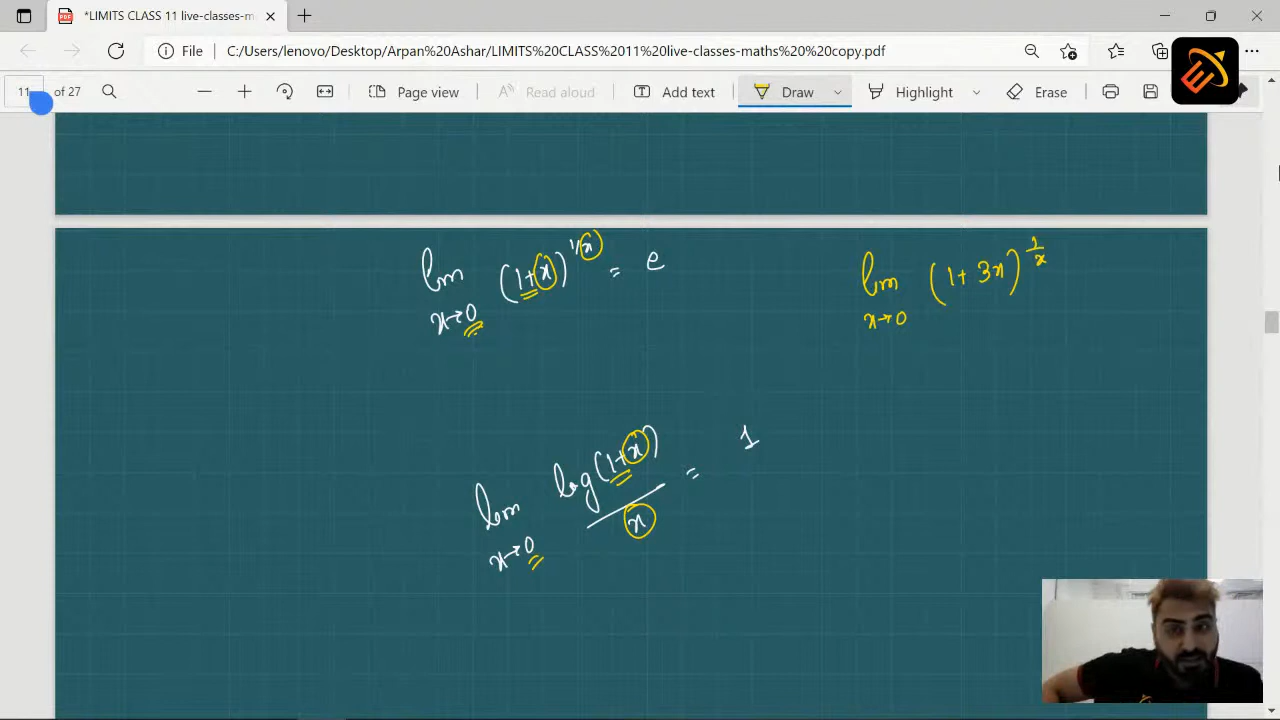 *LIMITS CLASS 11 live-classes-m
File C:/Users/lenovo/Desktop/Arpan%20Ashar/LIMITS%20CLASS%2011%20live-classes-maths%20%20copy.pdf
11 of 27 Page view Read aloud Add text Draw Highlight Erase
lim x→0 (1+x)^1/x = e
lim x→0 (1+3x)^1/x
lim x→0 log(1+x)/x = 1